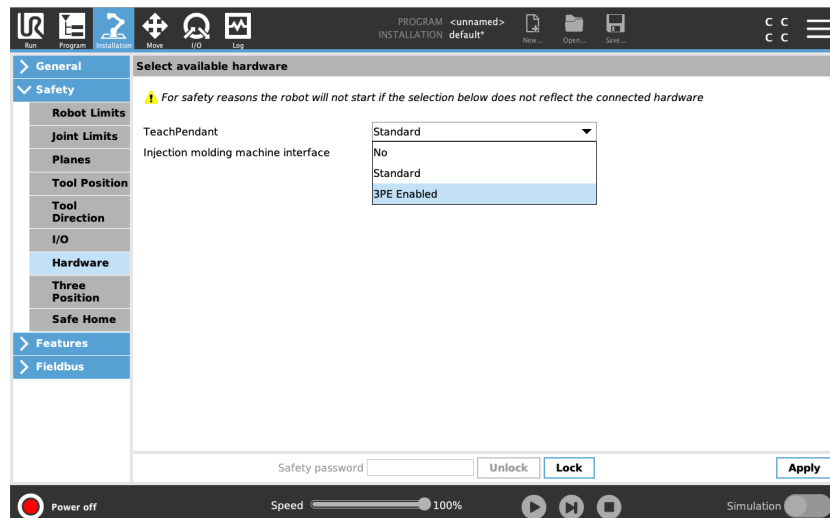 PROGRAM <unnamed>
INSTALLATION default*
UR
Run
Program
Installation
Move
I/O
Log
New...
Open...
Save...
C C
C C
General
Safety
Robot Limits
Joint Limits
Planes
Tool Position
Tool
Direction
I/O
Hardware
Three
Position
Safe Home
Features
Fieldbus
Select available hardware
For safety reasons the robot will not start if the selection below does not reflect the connected hardware
TeachPendant
Standard
Injection molding machine interface
No
Standard
3PE Enabled
Safety password
Unlock
Lock
Apply
Power off
Speed
100%
Simulation